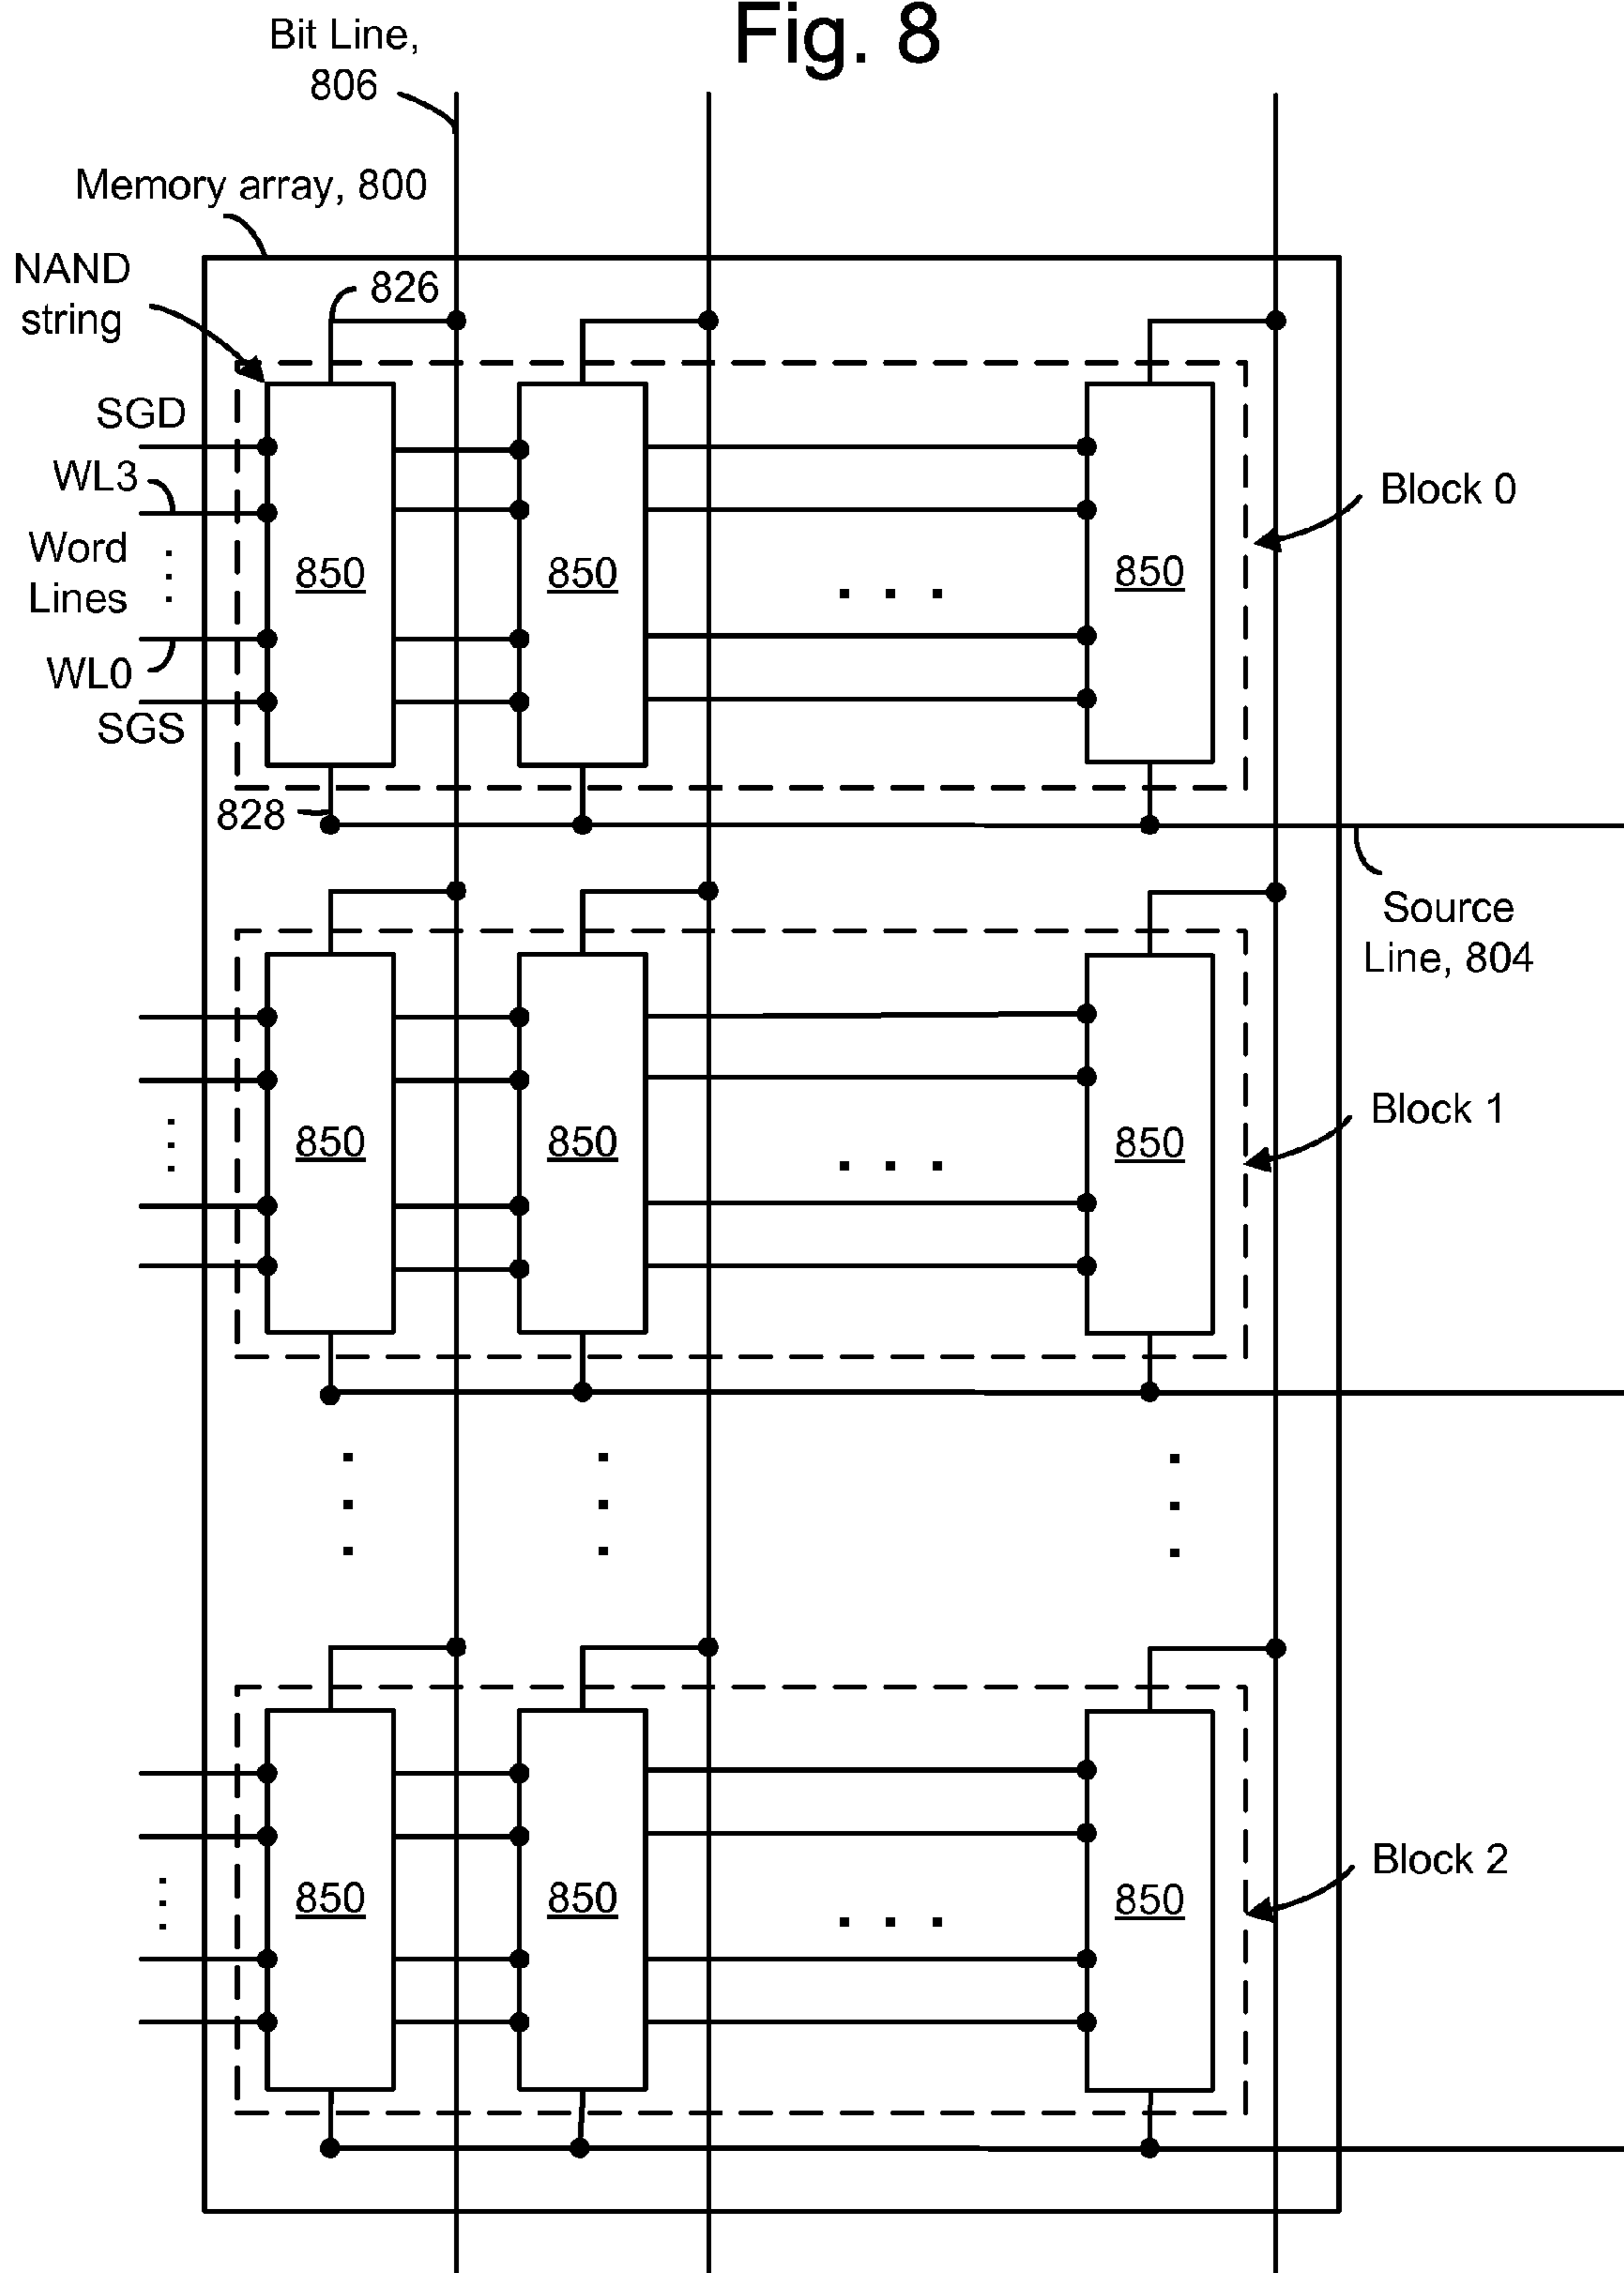 Fig. 8
Bit Line,
806
Memory array, 800
NAND
string
826
SGD
WL3
Word
Lines
WL0
SGS
850
850
. . .
850
Block 0
828
Source
Line, 804
850
850
. . .
850
Block 1
850
850
. . .
850
Block 2